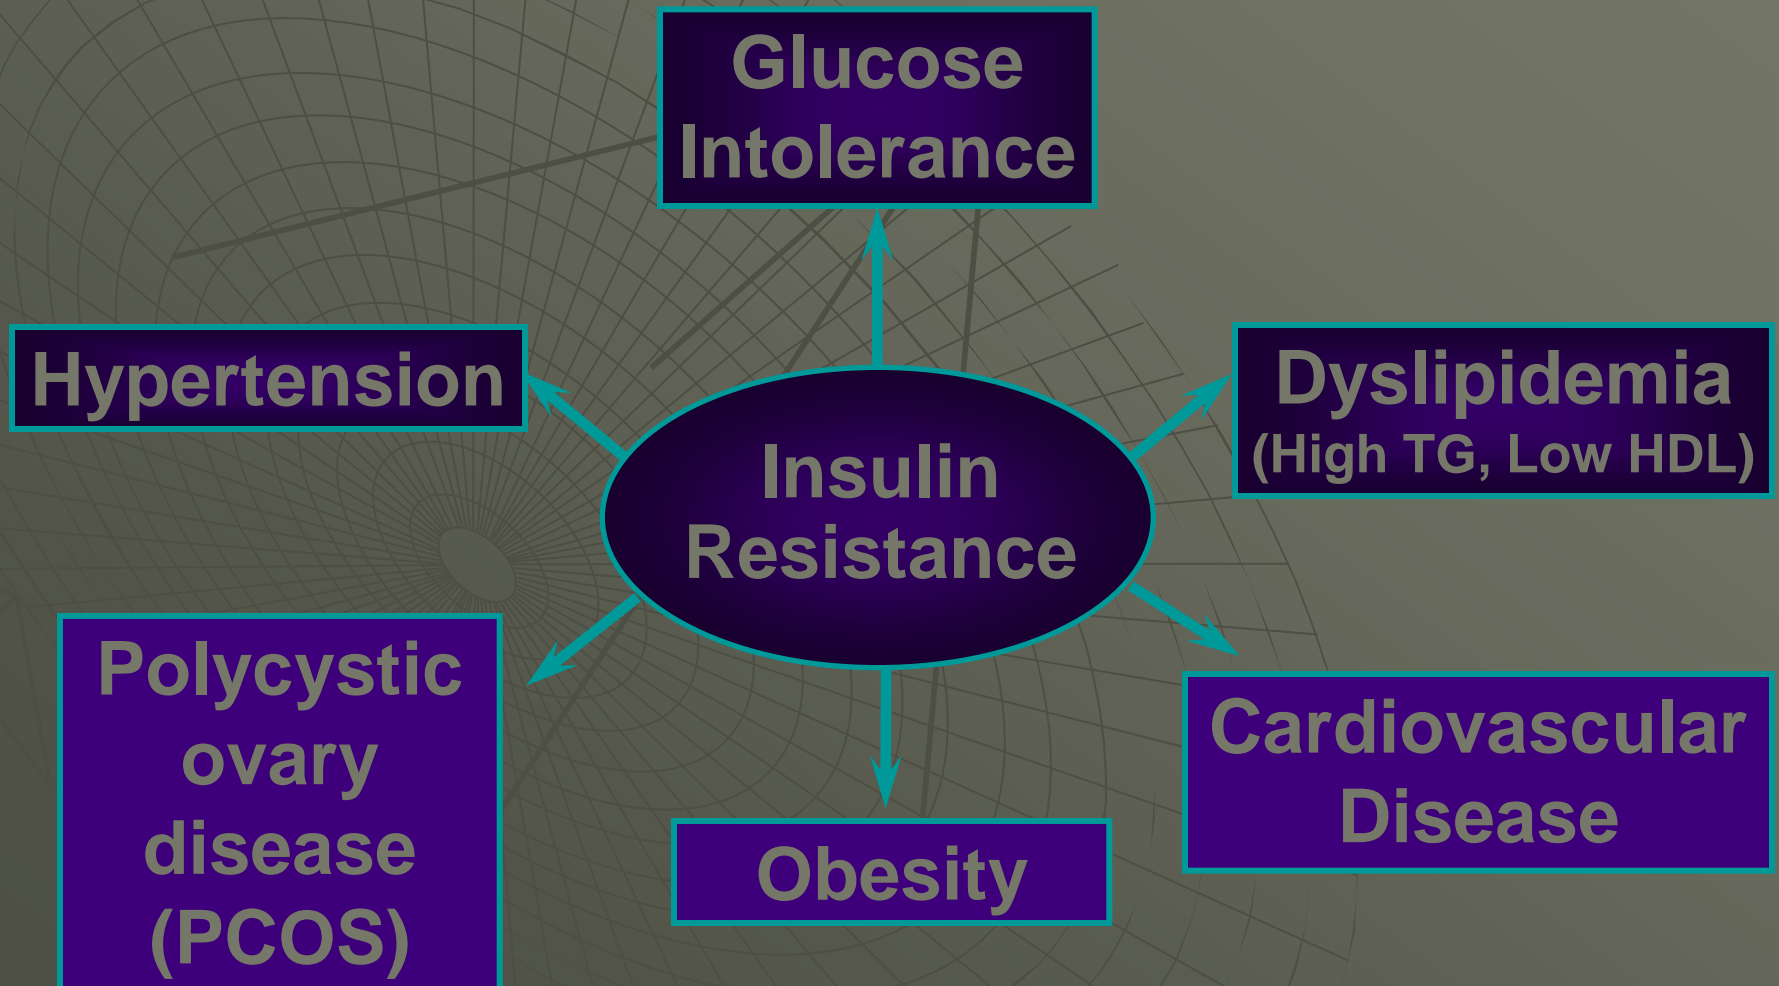 Glucose
Intolerance
Hypertension
Dyslipidemia
(High TG, Low HDL)
Insulin
Resistance
Polycystic
ovary
disease
(PCOS)
Cardiovascular
Disease
Obesity